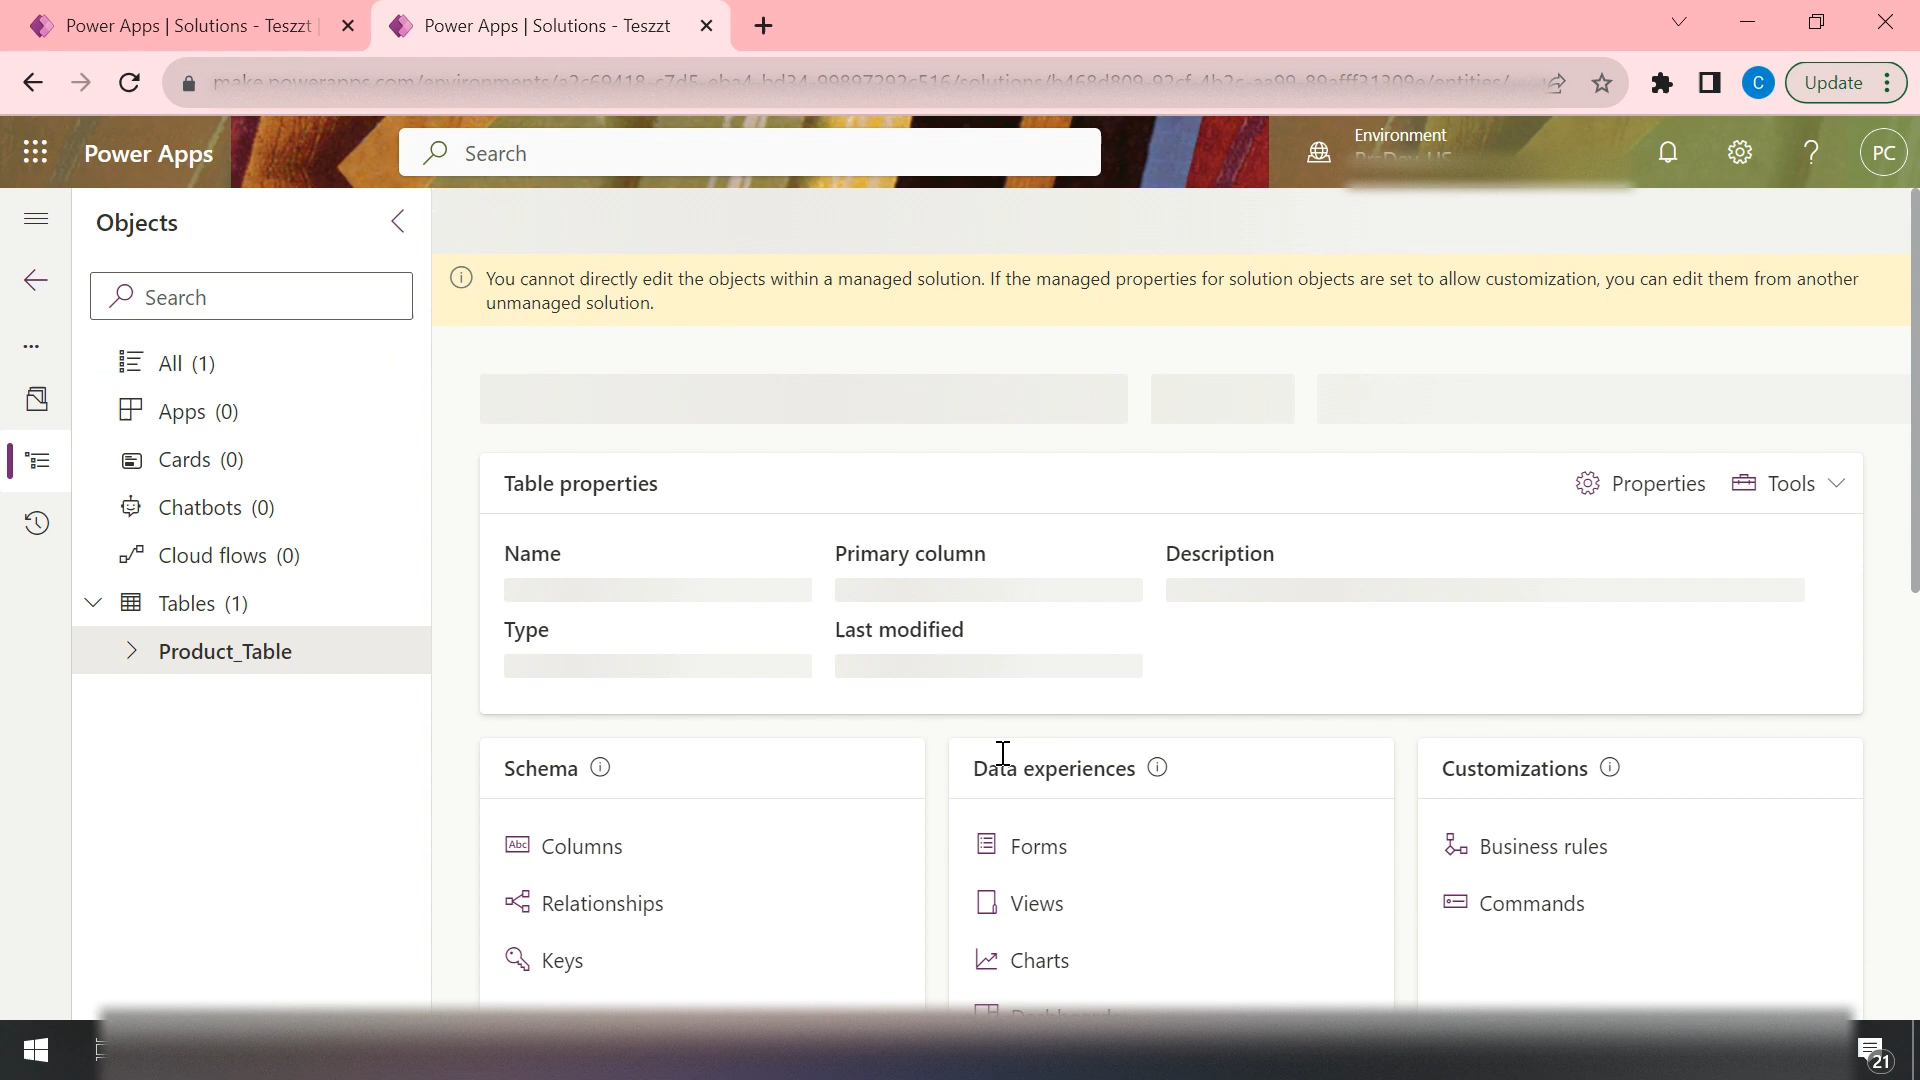 Power Apps | Solutions - Teszzt
Power Apps | Solutions - Teszzt
C
Update
Power Apps
Search
Environment
PC
Objects
Search
You cannot directly edit the objects within a managed solution. If the managed properties for solution objects are set to allow customization, you can edit them from another
unmanaged solution.
All (1)
Apps (0)
Cards (0)
Chatbots (0)
Cloud flows (0)
Tables (1)
Product_Table
Table properties
Properties
Tools
Name
Primary column
Description
Type
Last modified
Schema
Data experiences
Customizations
Abc
Columns
Forms
Business rules
Relationships
Views
Commands
Keys
Charts
21